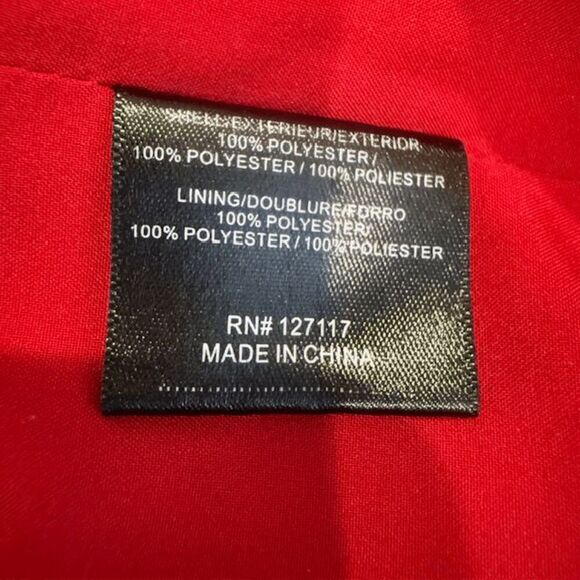 SHELL/EXTERIEUR/EXTERIOR
100% POLYESTER /
100% POLYESTER / 100% POLIESTER
LINING/DOUBLURE/FORRO
100% POLYESTER/
100% POLYESTER / 100% POLIESTER
RN# 127117
MADE IN CHINA